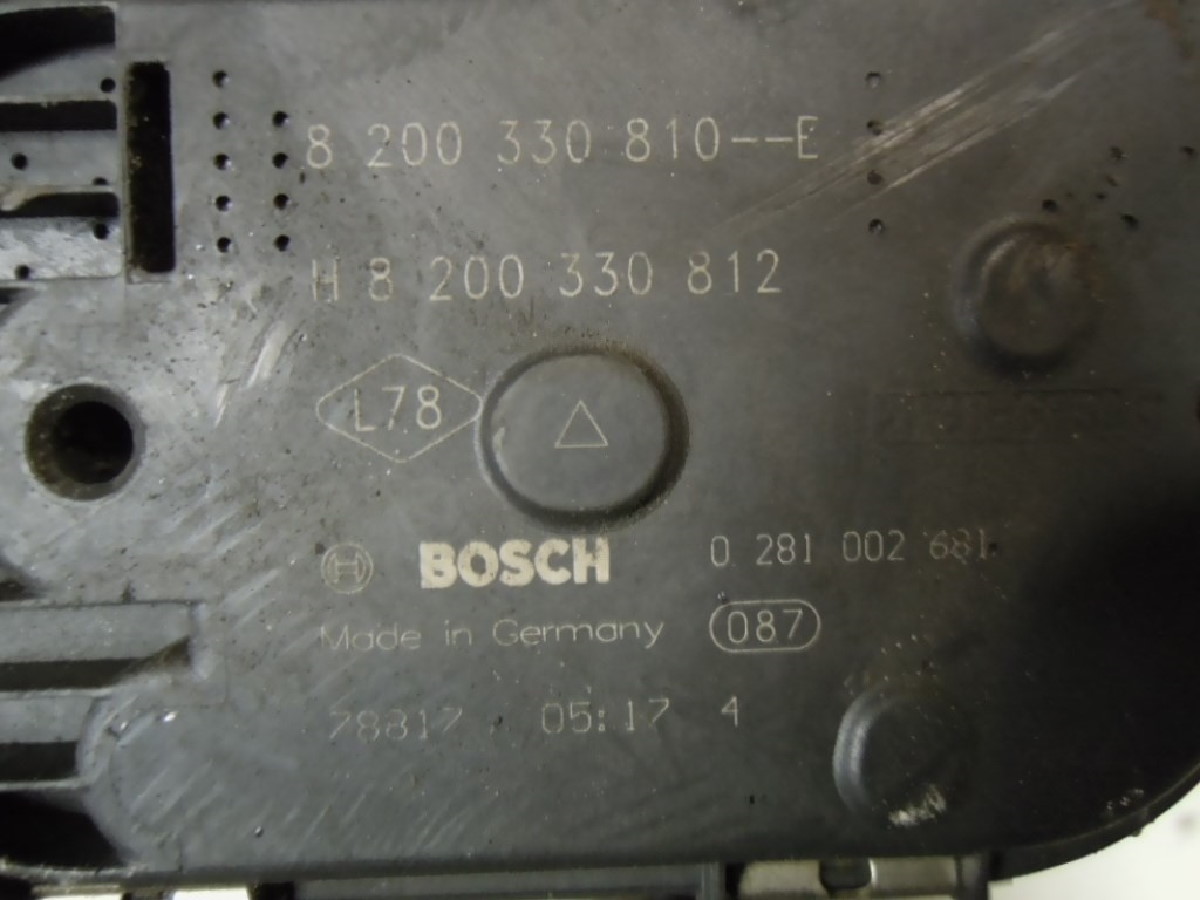 8 200 330 810--E
H 8 200 330 812
L78
BOSCH 0 281 002 681
Made in Germany 087
78817 05:17 4